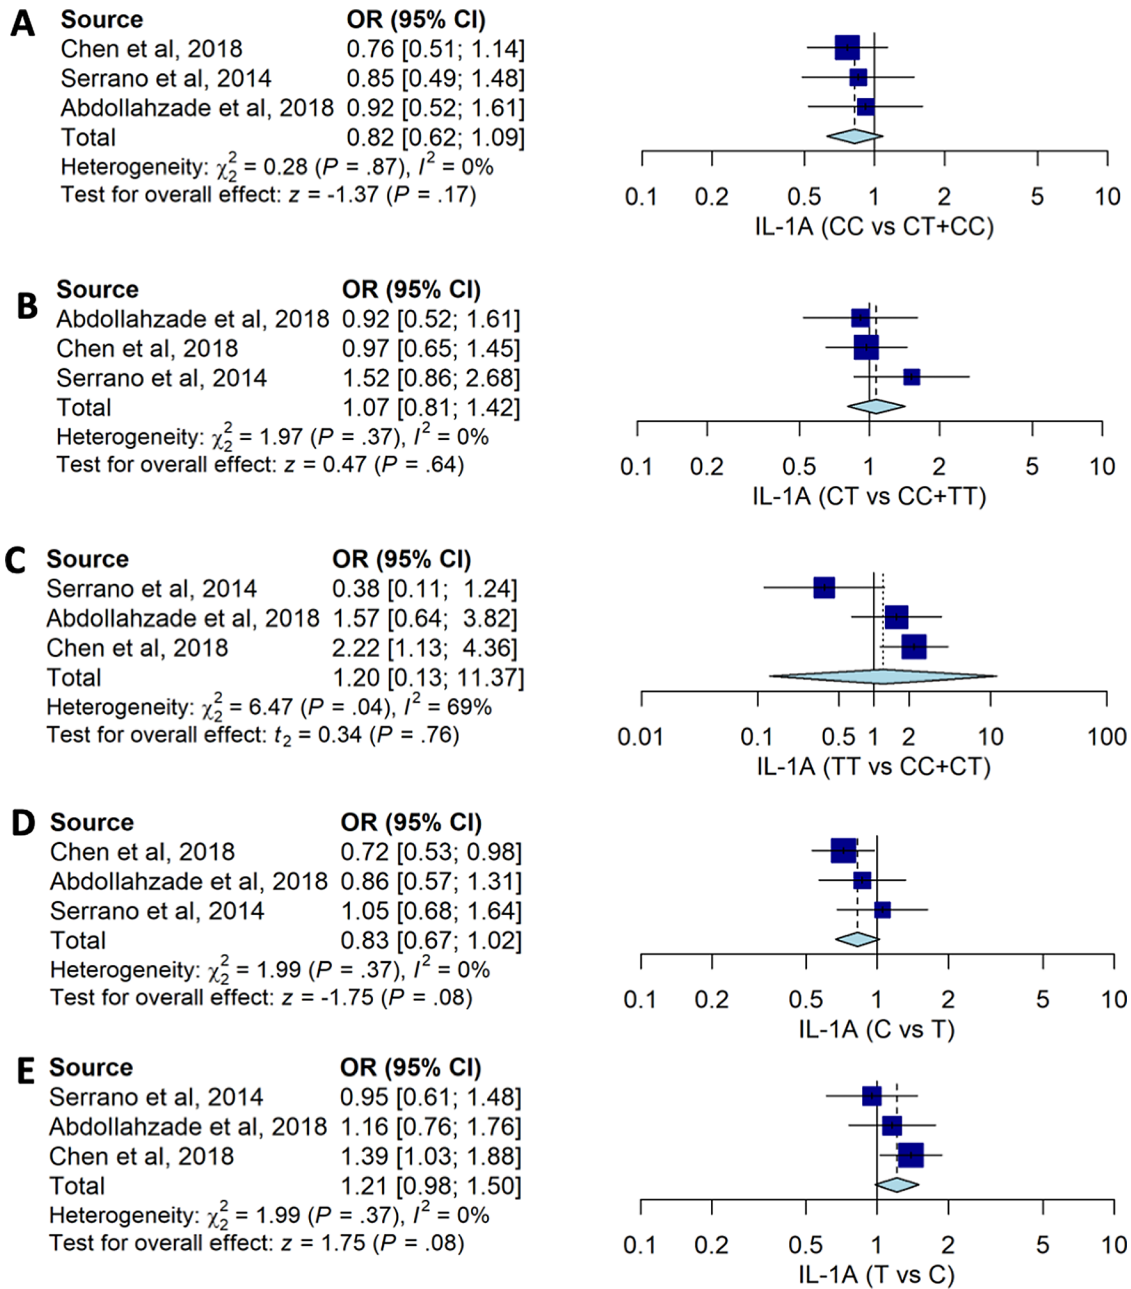 A Source OR (95% CI)
Chen et al, 2018 0.76 [0.51; 1.14]
Serrano et al, 2014 0.85 [0.49; 1.48]
Abdollahzade et al, 2018 0.92 [0.52; 1.61]
Total 0.82 [0.62; 1.09]
Heterogeneity: χ²₂ = 0.28 (P = .87), I² = 0%
Test for overall effect: z = -1.37 (P = .17)
0.1 0.2 0.5 1 2 5 10
IL-1A (CC vs CT+CC)
B Source OR (95% CI)
Abdollahzade et al, 2018 0.92 [0.52; 1.61]
Chen et al, 2018 0.97 [0.65; 1.45]
Serrano et al, 2014 1.52 [0.86; 2.68]
Total 1.07 [0.81; 1.42]
Heterogeneity: χ²₂ = 1.97 (P = .37), I² = 0%
Test for overall effect: z = 0.47 (P = .64)
0.1 0.2 0.5 1 2 5 10
IL-1A (CT vs CC+TT)
C Source OR (95% CI)
Serrano et al, 2014 0.38 [0.11; 1.24]
Abdollahzade et al, 2018 1.57 [0.64; 3.82]
Chen et al, 2018 2.22 [1.13; 4.36]
Total 1.20 [0.13; 11.37]
Heterogeneity: χ²₂ = 6.47 (P = .04), I² = 69%
Test for overall effect: t₂ = 0.34 (P = .76)
0.01 0.1 0.5 1 2 10 100
IL-1A (TT vs CC+CT)
D Source OR (95% CI)
Chen et al, 2018 0.72 [0.53; 0.98]
Abdollahzade et al, 2018 0.86 [0.57; 1.31]
Serrano et al, 2014 1.05 [0.68; 1.64]
Total 0.83 [0.67; 1.02]
Heterogeneity: χ²₂ = 1.99 (P = .37), I² = 0%
Test for overall effect: z = -1.75 (P = .08)
0.1 0.2 0.5 1 2 5 10
IL-1A (C vs T)
E Source OR (95% CI)
Serrano et al, 2014 0.95 [0.61; 1.48]
Abdollahzade et al, 2018 1.16 [0.76; 1.76]
Chen et al, 2018 1.39 [1.03; 1.88]
Total 1.21 [0.98; 1.50]
Heterogeneity: χ²₂ = 1.99 (P = .37), I² = 0%
Test for overall effect: z = 1.75 (P = .08)
0.1 0.2 0.5 1 2 5 10
IL-1A (T vs C)